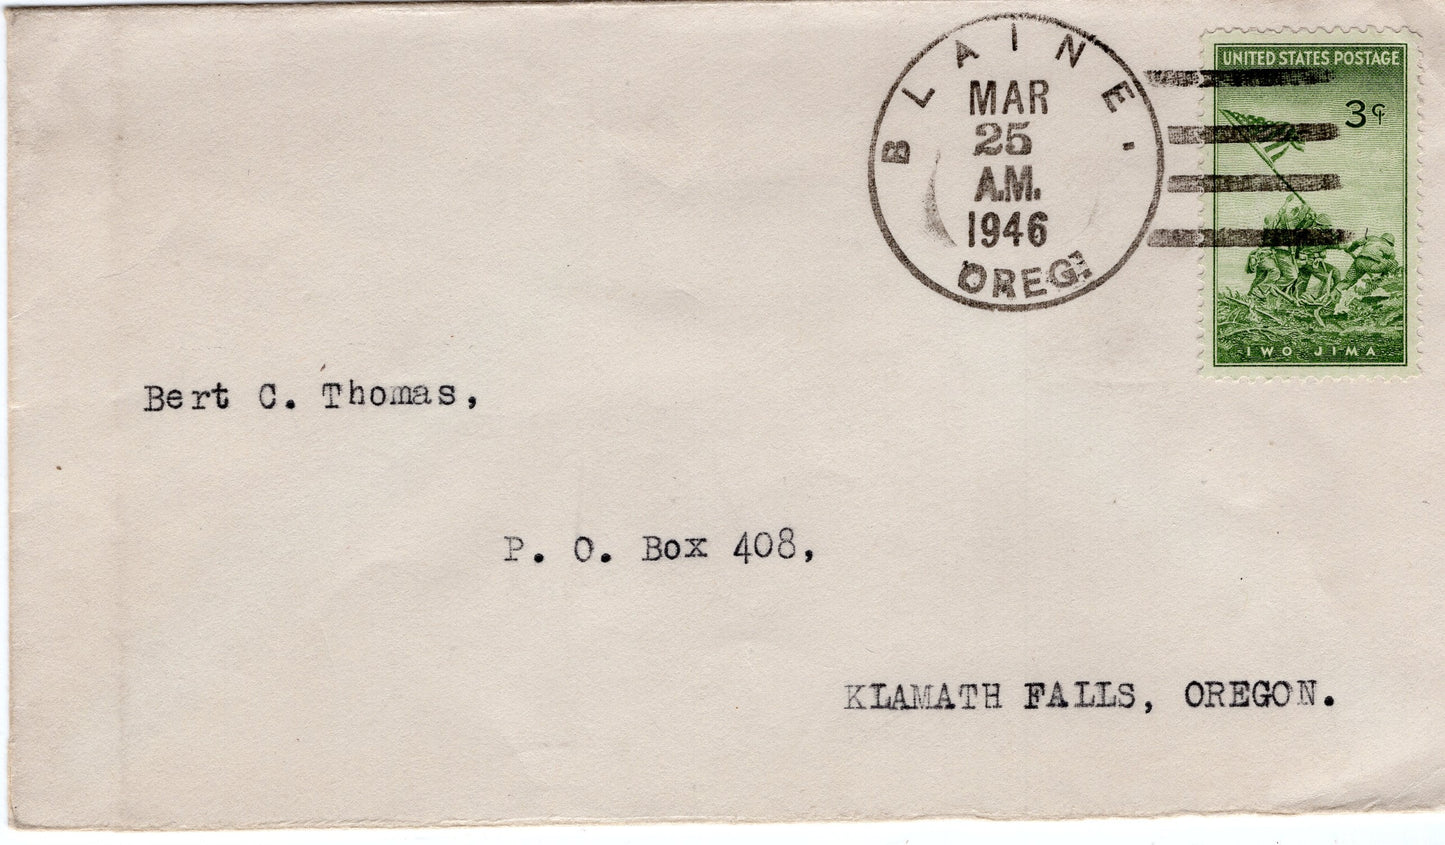 BLAINE.
MAR
25
A.M.
1946
OREG.
UNITED STATES POSTAGE
3¢
IWO JIMA
Bert C. Thomas,
P. O. Box 408,
KLAMATH FALLS, OREGON.